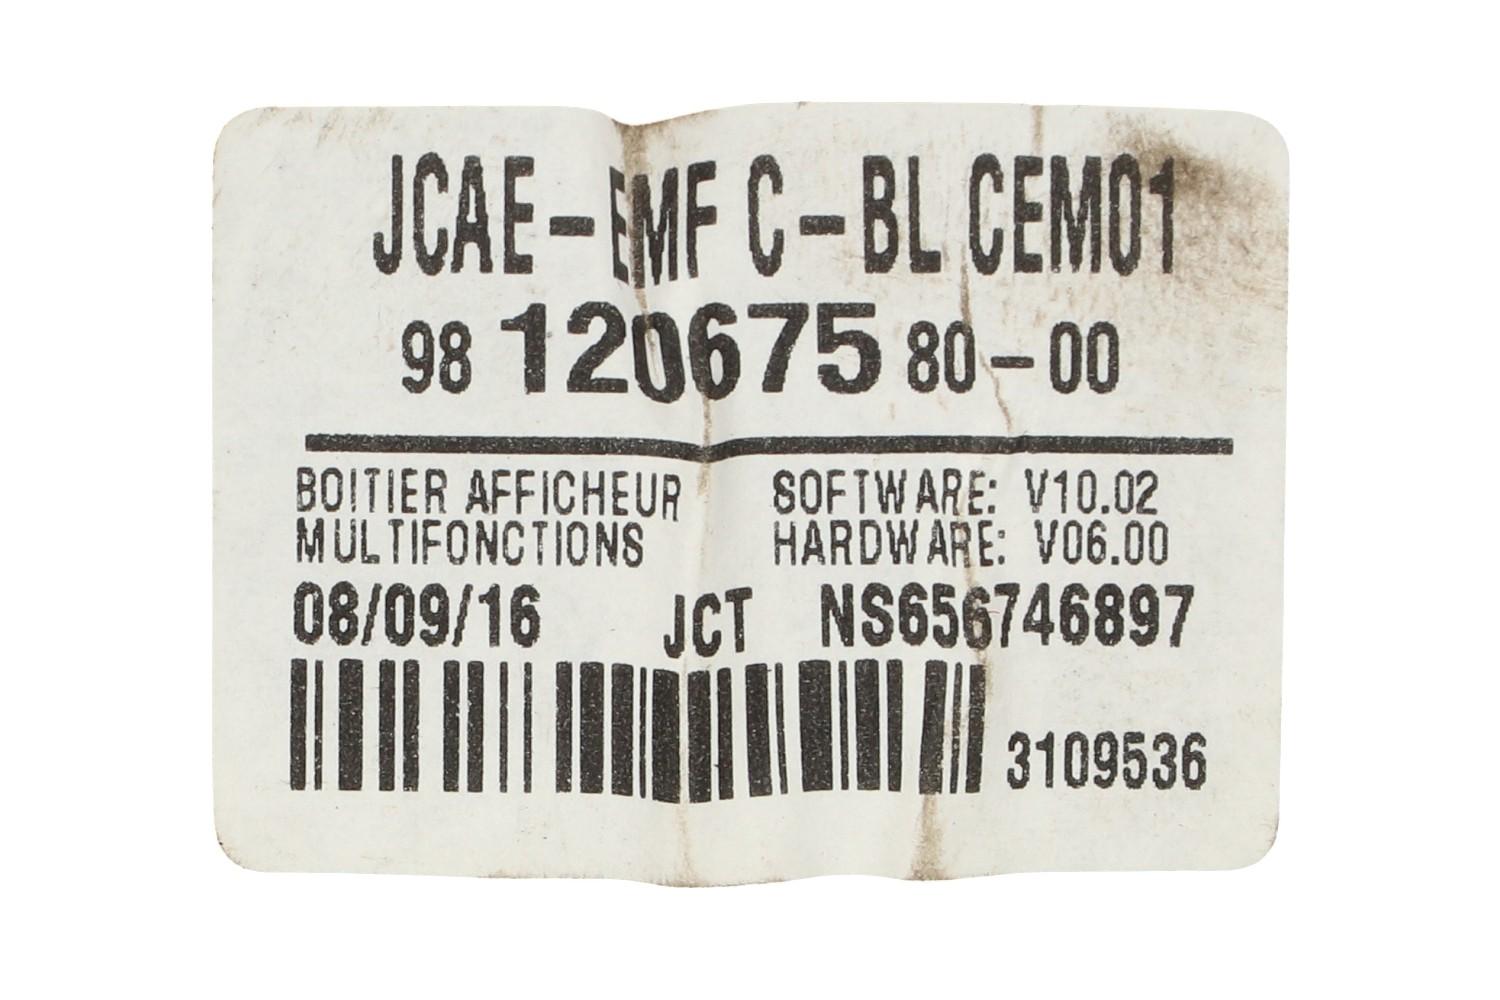 JCAE-EMF C-BL CEM01
98 120675 80-00
BOITIER AFFICHEUR SOFTWARE: V10.02
MULTIFONCTIONS HARDWARE: V06.00
08/09/16 JCT NS656746897
3109536